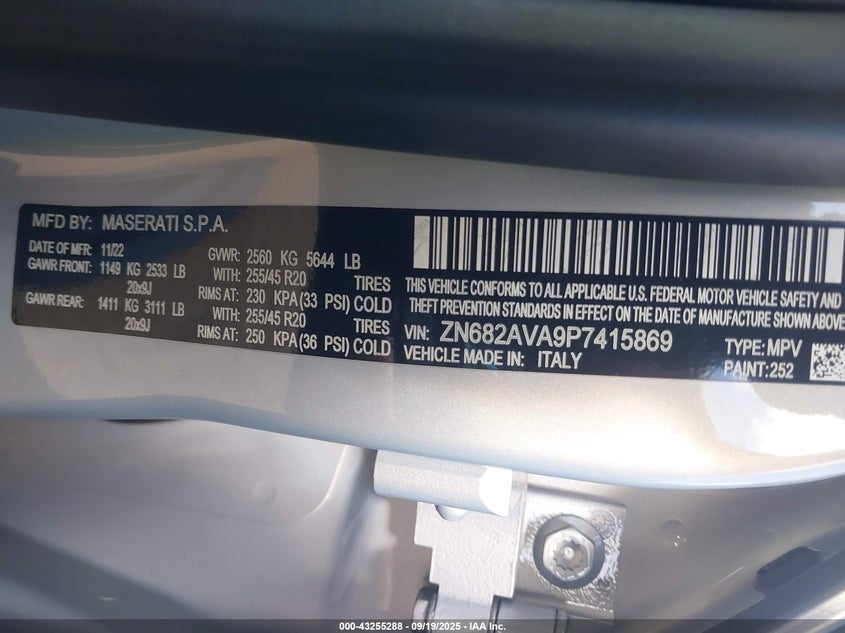 MFD BY: MASERATI S.P.A.
DATE OF MFR: 11/22
GVWR: 2560 KG 5644 LB
GAWR FRONT: 1149 KG 2533 LB
WITH: 255/45 R20 TIRES
20x9J
RIMS AT: 230 KPA(33 PSI) COLD
GAWR REAR: 1411 KG 3111 LB
WITH: 255/45 R20 TIRES
20x9J
RIMS AT: 250 KPA(36 PSI) COLD
THIS VEHICLE CONFORMS TO ALL APPLICABLE U.S. FEDERAL MOTOR VEHICLE SAFETY AND
THEFT PREVENTION STANDARDS IN EFFECT ON THE DATE OF MANUFACTURE SHOWN ABOVE
VIN: ZN682AVA9P7415869
TYPE: MPV
VEHICLE MADE IN: ITALY
PAINT: 252
000-43255288 - 09/19/2025 - IAA, Inc.